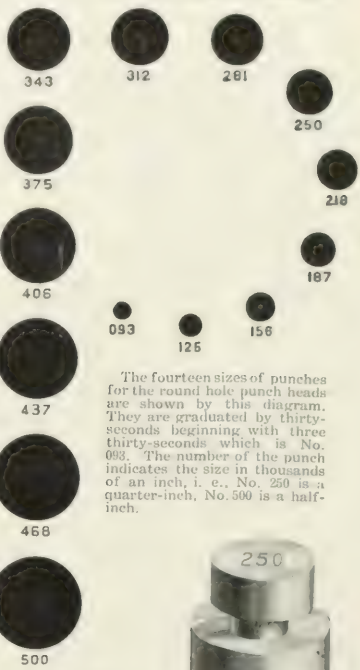 343 312 281
250
375
218
187
406
093 125 156
The fourteen sizes of punches
for the round hole punch heads
are shown by this diagram.
They are graduated by thirty-
seconds beginning with three
thirty-seconds which is No.
093. The number of the punch
indicates the size in thousands
of an inch, i. e., No. 250 is a
quarter-inch, No. 500 is a half-
inch.
437
468
250
500